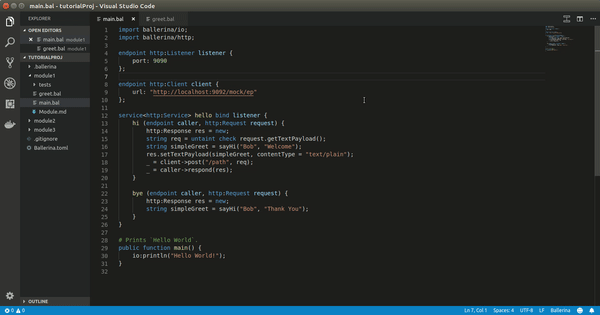 main.bal - tutorialProj - Visual Studio Code
EXPLORER
OPEN EDITORS
main.bal module1
greet.bal module1
TUTORIALPROJ
.ballerina
module1
tests
greet.bal
main.bal
Module.md
module2
module3
.gitignore
Ballerina.toml
OUTLINE
main.bal
greet.bal
1 import ballerina/io;
2 import ballerina/http;
3
4 endpoint http:Listener listener {
5 port: 9090
6 };
7
8 endpoint http:Client client {
9 url: "http://localhost:9092/mock/ep"
10 };
11
12 service<http:Service> hello bind listener {
13 hi (endpoint caller, http:Request request) {
14 http:Response res = new;
15 string req = untaint check request.getTextPayload();
16 string simpleGreet = sayHi("Bob", "Welcome");
17 res.setTextPayload(simpleGreet, contentType = "text/plain");
18 _ = client->post("/path", req);
19 _ = caller->respond(res);
20 }
21
22 bye (endpoint caller, http:Request request) {
23 http:Response res = new;
24 string simpleGreet = sayHi("Bob", "Thank You");
25 }
26 }
27
28 # Prints `Hello World`.
29 public function main() {
30 io:println("Hello World!");
31 }
32
0 0
Ln 7, Col 1 Spaces: 4 UTF-8 LF Ballerina